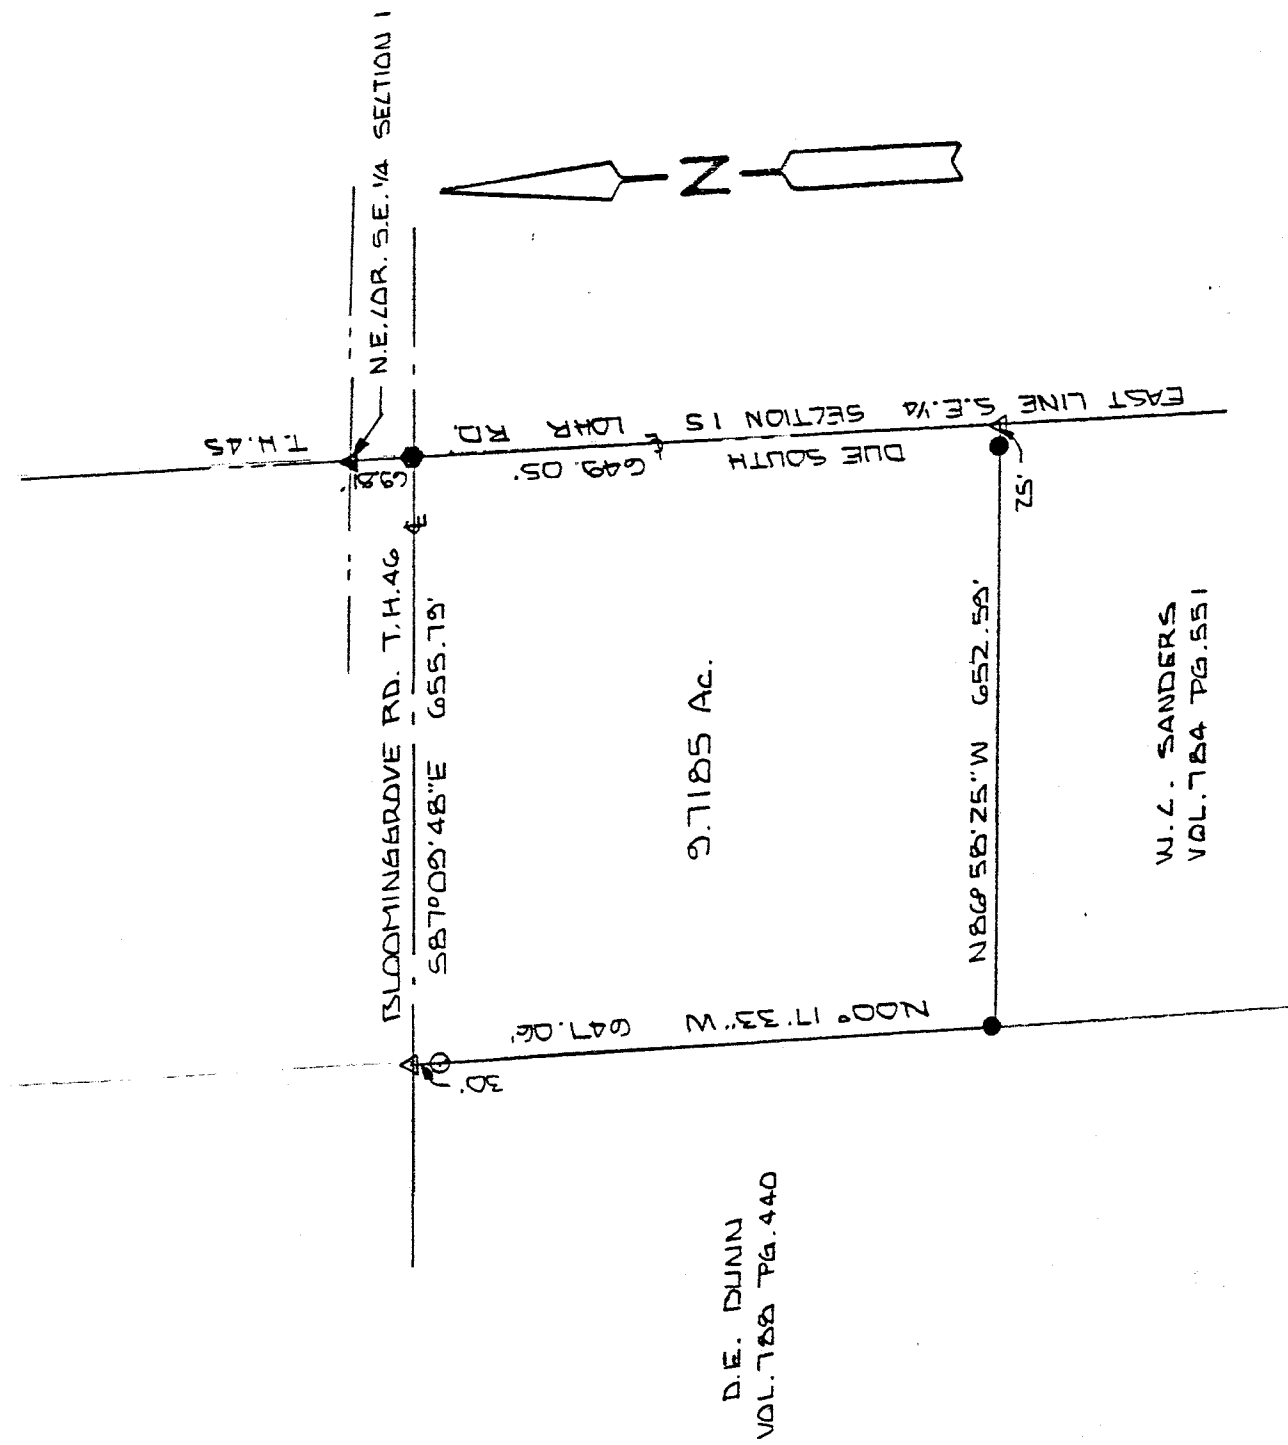 N.E. COR. S.E. 1/4 SECTION 1
N
T.H. 45
69.81'
LOHR RD.
EAST LINE S.E. 1/4 SECTION 15
649.05'
DUE SOUTH
25'
BLOOMINGGROVE RD. T.H. 46
S87°09'48"E 655.79'
9.7185 AC.
N86°58'25"W 652.59'
W.C. SANDERS
VOL. 784 PG. 551
N00°17'33"W 647.06'
30'
D.E. DUNN
VOL. 788 PG. 440